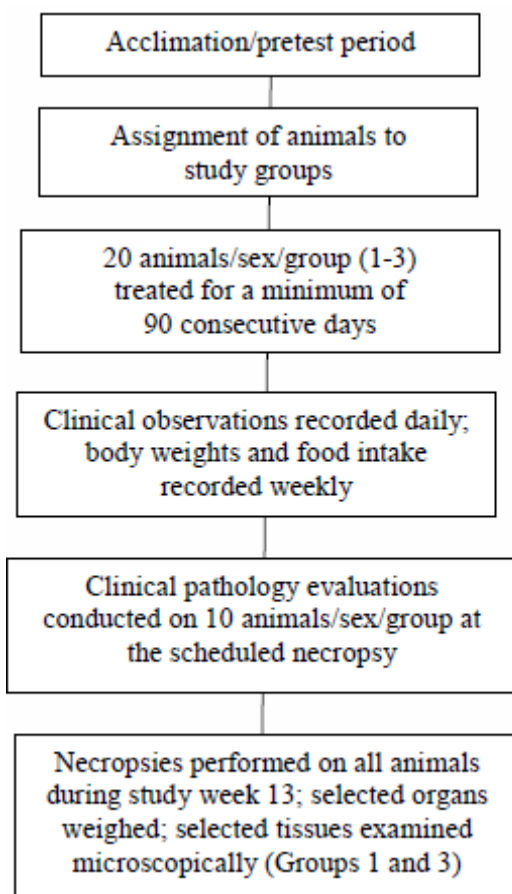 Acclimation/pretest period
Assignment of animals to
study groups
20 animals/sex/group (1-3)
treated for a minimum of
90 consecutive days
Clinical observations recorded daily;
body weights and food intake
recorded weekly
Clinical pathology evaluations
conducted on 10 animals/sex/group at
the scheduled necropsy
Necropsies performed on all animals
during study week 13; selected organs
weighed; selected tissues examined
microscopically (Groups 1 and 3)